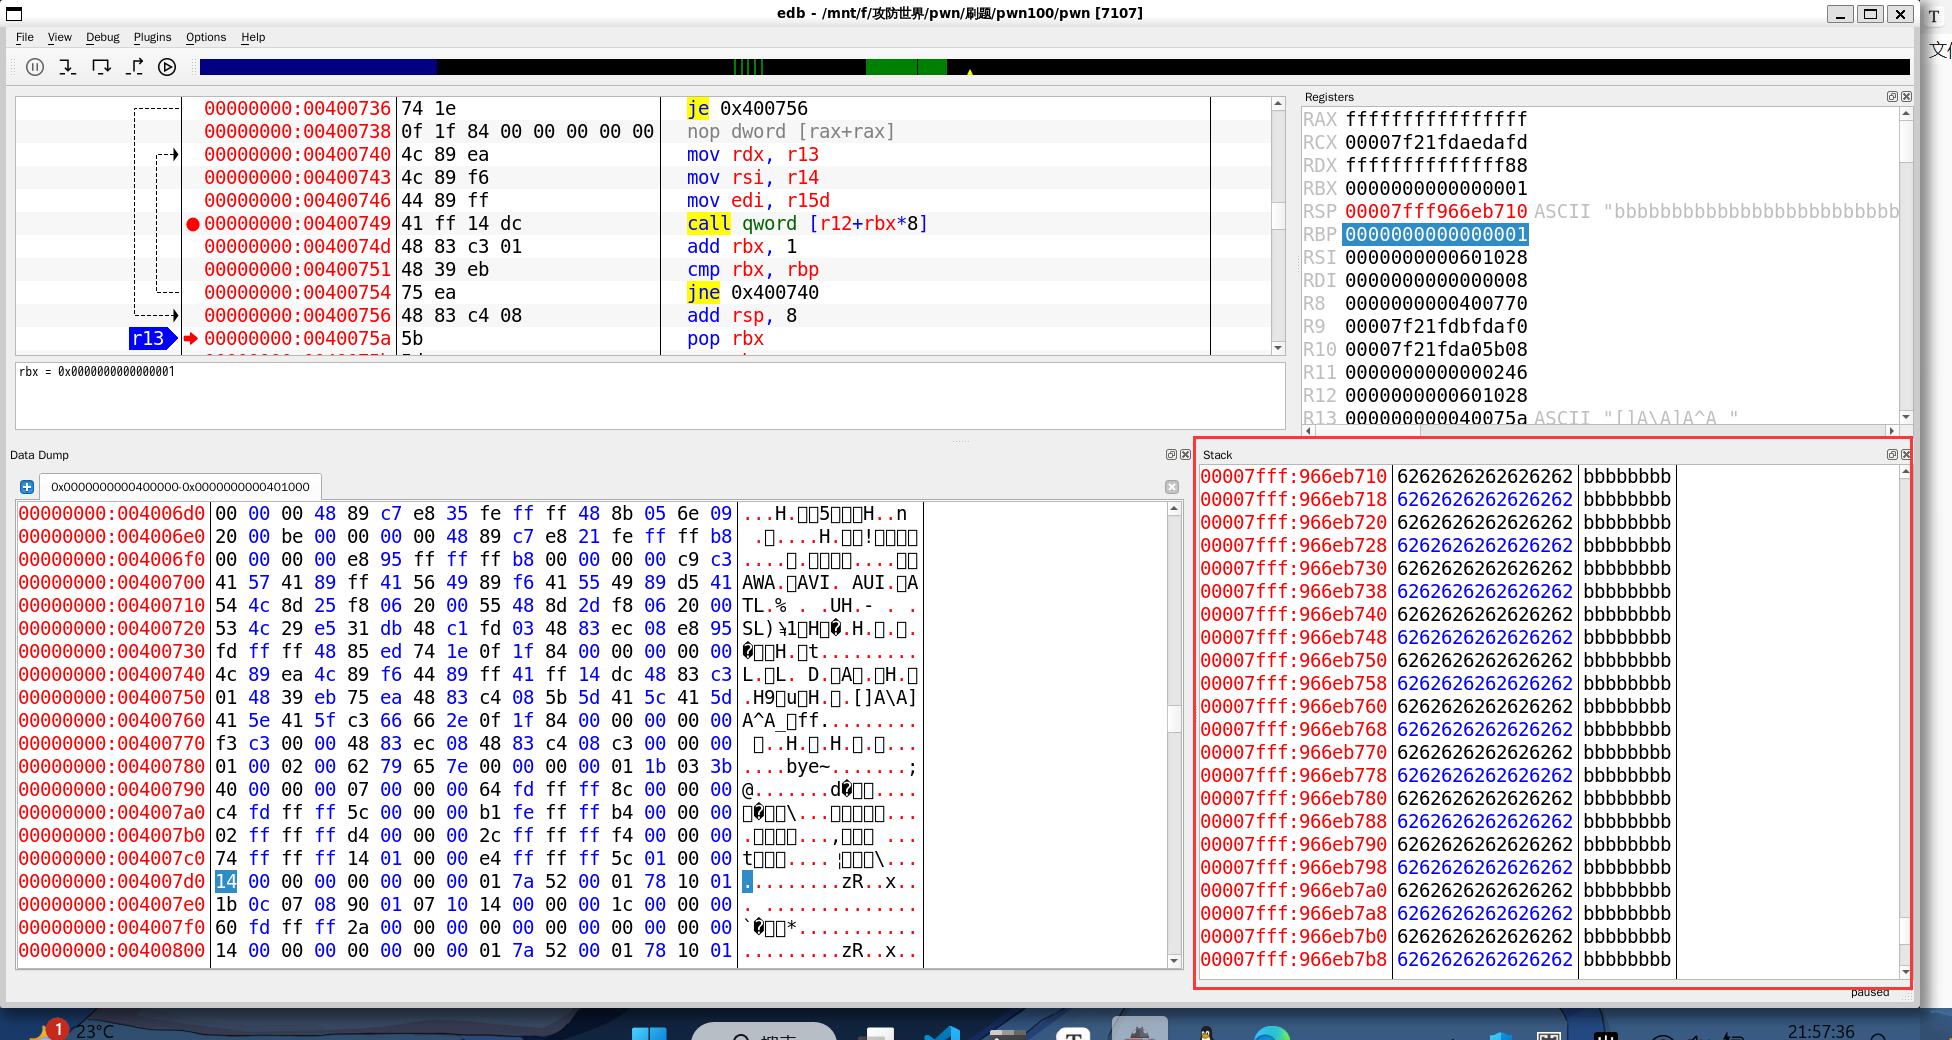 edb - /mnt/f/攻防世界/pwn/刷题/pwn100/pwn [7107]
File View Debug Plugins Options Help
00000000:00400736 74 1e je 0x400756
00000000:00400738 0f 1f 84 00 00 00 00 00 nop dword [rax+rax]
00000000:00400740 4c 89 ea mov rdx, r13
00000000:00400743 4c 89 f6 mov rsi, r14
00000000:00400746 44 89 ff mov edi, r15d
00000000:00400749 41 ff 14 dc call qword [r12+rbx*8]
00000000:0040074d 48 83 c3 01 add rbx, 1
00000000:00400751 48 39 eb cmp rbx, rbp
00000000:00400754 75 ea jne 0x400740
00000000:00400756 48 83 c4 08 add rsp, 8
r13 00000000:0040075a 5b pop rbx
rbx = 0x0000000000000001
Registers
RAX ffffffffffffffff
RCX 00007f21fdaedafd
RDX ffffffffffffff88
RBX 0000000000000001
RSP 00007fff966eb710 ASCII "bbbbbbbbbbbbbbbbbbbbbbbbb
RBP 0000000000000001
RSI 0000000000601028
RDI 0000000000000008
R8 0000000000400770
R9 00007f21fdbfdaf0
R10 00007f21fda05b08
R11 0000000000000246
R12 0000000000601028
R13 000000000040075a ASCII "[]A\A]A^A_"
Data Dump
0x0000000000400000-0x0000000000401000
00000000:004006d0 00 00 00 48 89 c7 e8 35 fe ff ff 48 8b 05 6e 09
00000000:004006e0 20 00 be 00 00 00 00 48 89 c7 e8 21 fe ff ff b8
00000000:004006f0 00 00 00 00 e8 95 ff ff ff b8 00 00 00 00 c9 c3
00000000:00400700 41 57 41 89 ff 41 56 49 89 f6 41 55 49 89 d5 41
00000000:00400710 54 4c 8d 25 f8 06 20 00 55 48 8d 2d f8 06 20 00
00000000:00400720 53 4c 29 e5 31 db 48 c1 fd 03 48 83 ec 08 e8 95
00000000:00400730 fd ff ff 48 85 ed 74 1e 0f 1f 84 00 00 00 00 00
00000000:00400740 4c 89 ea 4c 89 f6 44 89 ff 41 ff 14 dc 48 83 c3
00000000:00400750 01 48 39 eb 75 ea 48 83 c4 08 5b 5d 41 5c 41 5d
00000000:00400760 41 5e 41 5f c3 66 66 2e 0f 1f 84 00 00 00 00 00
00000000:00400770 f3 c3 00 00 48 83 ec 08 48 83 c4 08 c3 00 00 00
00000000:00400780 01 00 02 00 62 79 65 7e 00 00 00 00 01 1b 03 3b ....bye~.......;
00000000:00400790 40 00 00 00 07 00 00 00 64 fd ff ff 8c 00 00 00
00000000:004007a0 c4 fd ff ff 5c 00 00 00 b1 fe ff ff b4 00 00 00
00000000:004007b0 02 ff ff ff d4 00 00 00 2c ff ff ff f4 00 00 00
00000000:004007c0 74 ff ff ff 14 01 00 00 e4 ff ff ff 5c 01 00 00
00000000:004007d0 14 00 00 00 00 00 00 00 01 7a 52 00 01 78 10 01 .........zR..x..
00000000:004007e0 1b 0c 07 08 90 01 07 10 14 00 00 00 1c 00 00 00
00000000:004007f0 60 fd ff ff 2a 00 00 00 00 00 00 00 00 00 00 00
00000000:00400800 14 00 00 00 00 00 00 00 01 7a 52 00 01 78 10 01 .........zR..x..
Stack
00007fff:966eb710 6262626262626262 bbbbbbbb
00007fff:966eb718 6262626262626262 bbbbbbbb
00007fff:966eb720 6262626262626262 bbbbbbbb
00007fff:966eb728 6262626262626262 bbbbbbbb
00007fff:966eb730 6262626262626262 bbbbbbbb
00007fff:966eb738 6262626262626262 bbbbbbbb
00007fff:966eb740 6262626262626262 bbbbbbbb
00007fff:966eb748 6262626262626262 bbbbbbbb
00007fff:966eb750 6262626262626262 bbbbbbbb
00007fff:966eb758 6262626262626262 bbbbbbbb
00007fff:966eb760 6262626262626262 bbbbbbbb
00007fff:966eb768 6262626262626262 bbbbbbbb
00007fff:966eb770 6262626262626262 bbbbbbbb
00007fff:966eb778 6262626262626262 bbbbbbbb
00007fff:966eb780 6262626262626262 bbbbbbbb
00007fff:966eb788 6262626262626262 bbbbbbbb
00007fff:966eb790 6262626262626262 bbbbbbbb
00007fff:966eb798 6262626262626262 bbbbbbbb
00007fff:966eb7a0 6262626262626262 bbbbbbbb
00007fff:966eb7a8 6262626262626262 bbbbbbbb
00007fff:966eb7b0 6262626262626262 bbbbbbbb
00007fff:966eb7b8 6262626262626262 bbbbbbbb
paused
1 23°C
21:57:36